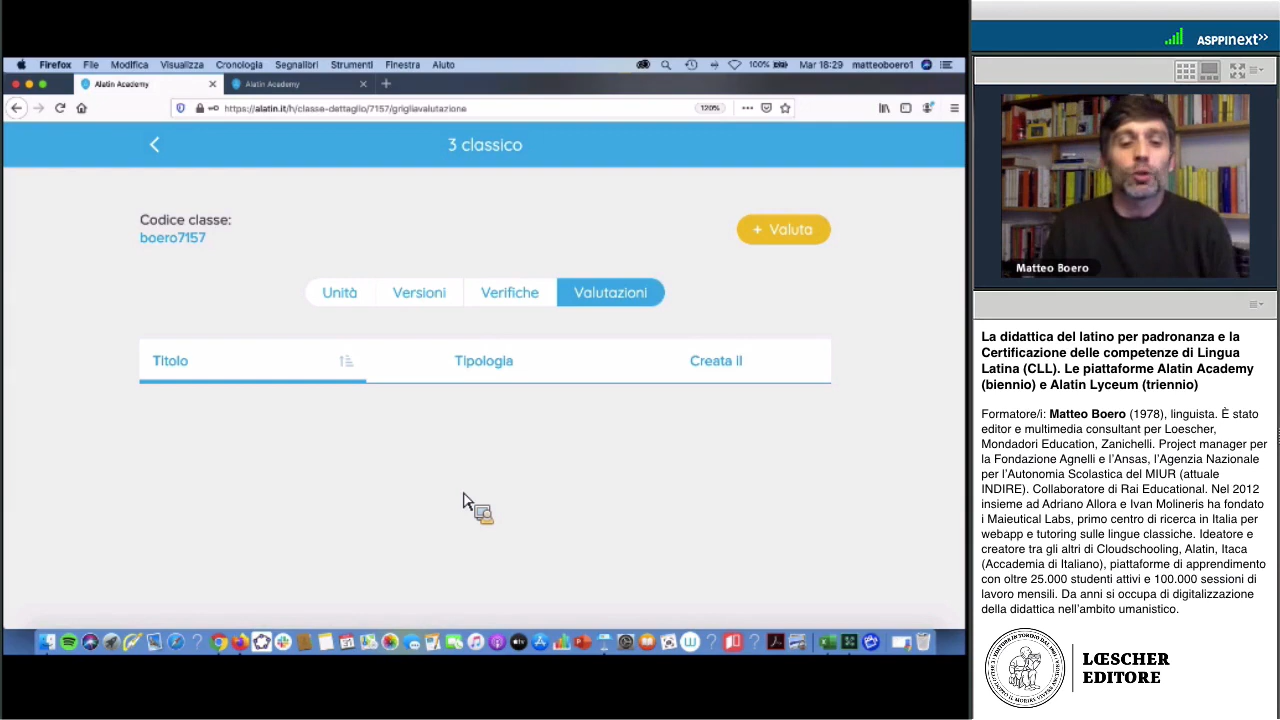 Firefox File Modifica Visualizza Cronologia Segnalibri Strumenti Finestra Aiuto 100% Mar 18:29 matteoboero1
Alatin Academy Alatin Academy
https://alatin.it/h/classe-dettaglio/7157/grigliavalutazione 120%
3 classico
Codice classe:
boero7157
+ Valuta
Unità Versioni Verifiche Valutazioni
Titolo Tipologia Creata il
ASPPInext»
Matteo Boero
La didattica del latino per padronanza e la
Certificazione delle competenze di Lingua
Latina (CLL). Le piattaforme Alatin Academy
(biennio) e Alatin Lyceum (triennio)
Formatore/i: Matteo Boero (1978), linguista. È stato
editor e multimedia consultant per Loescher,
Mondadori Education, Zanichelli. Project manager per
la Fondazione Agnelli e l'Ansas, l'Agenzia Nazionale
per l'Autonomia Scolastica del MIUR (attuale
INDIRE). Collaboratore di Rai Educational. Nel 2012
insieme ad Adriano Allora e Ivan Molineris ha fondato
i Maieutical Labs, primo centro di ricerca in Italia per
webapp e tutoring sulle lingue classiche. Ideatore e
creatore tra gli altri di Cloudschooling, Alatin, Itaca
(Accademia di Italiano), piattaforme di apprendimento
con oltre 25.000 studenti attivi e 100.000 sessioni di
lavoro mensili. Da anni si occupa di digitalizzazione
della didattica nell'ambito umanistico.
LŒSCHER
EDITORE